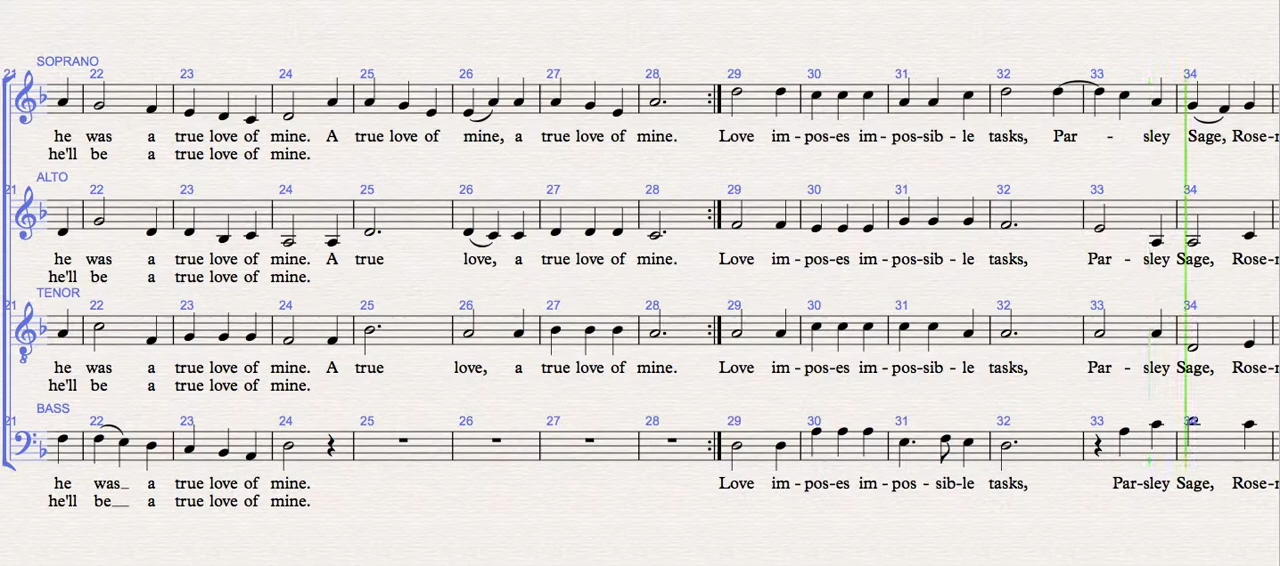 SOPRANO
21 22 23 24 25 26 27 28 29 30 31 32 33 34
he was a true love of mine. A true love of mine, a true love of mine. Love im - pos-es im - pos-sib - le tasks, Par - sley Sage, Rose-
he'll be a true love of mine.
ALTO
21 22 23 24 25 26 27 28 29 30 31 32 33 34
he was a true love of mine. A true love, a true love of mine. Love im - pos-es im - pos-sib - le tasks, Par - sley Sage, Rose-
he'll be a true love of mine.
TENOR
21 22 23 24 25 26 27 28 29 30 31 32 33 34
he was a true love of mine. A true love, a true love of mine. Love im - pos-es im - pos-sib - le tasks, Par - sley Sage, Rose-
he'll be a true love of mine.
8
BASS
21 22 23 24 25 26 27 28 29 30 31 32 33
he was_ a true love of mine. Love im - pos-es im - pos - sib-le tasks, Par-sley Sage, Rose-
he'll be__ a true love of mine.